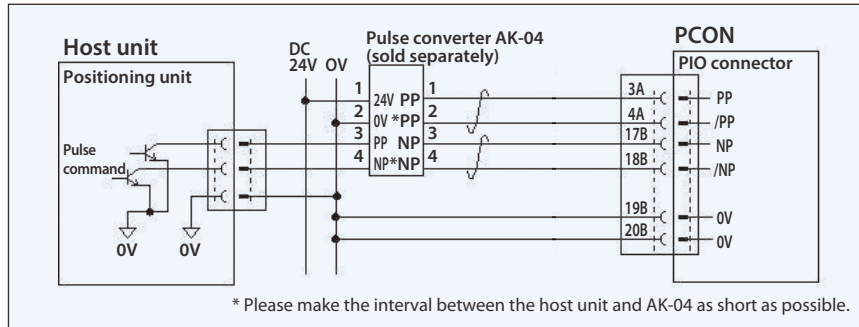 Host unit
Positioning unit
Pulse
command
0V
0V
DC
24V 0V
Pulse converter AK-04
(sold separately)
1 24V PP 1
2 0V *PP 2
3 PP NP 3
4 NP*NP 4
PCON
PIO connector
3A PP
4A /PP
17B NP
18B /NP
19B 0V
20B 0V
* Please make the interval between the host unit and AK-04 as short as possible.